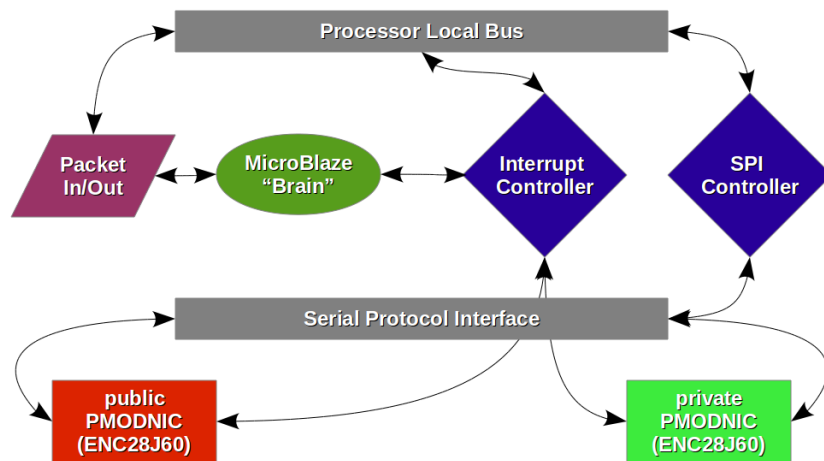 Processor Local Bus
Packet
In/Out
MicroBlaze
“Brain”
Interrupt
Controller
SPI
Controller
Serial Protocol Interface
public
PMODNIC
(ENC28J60)
private
PMODNIC
(ENC28J60)